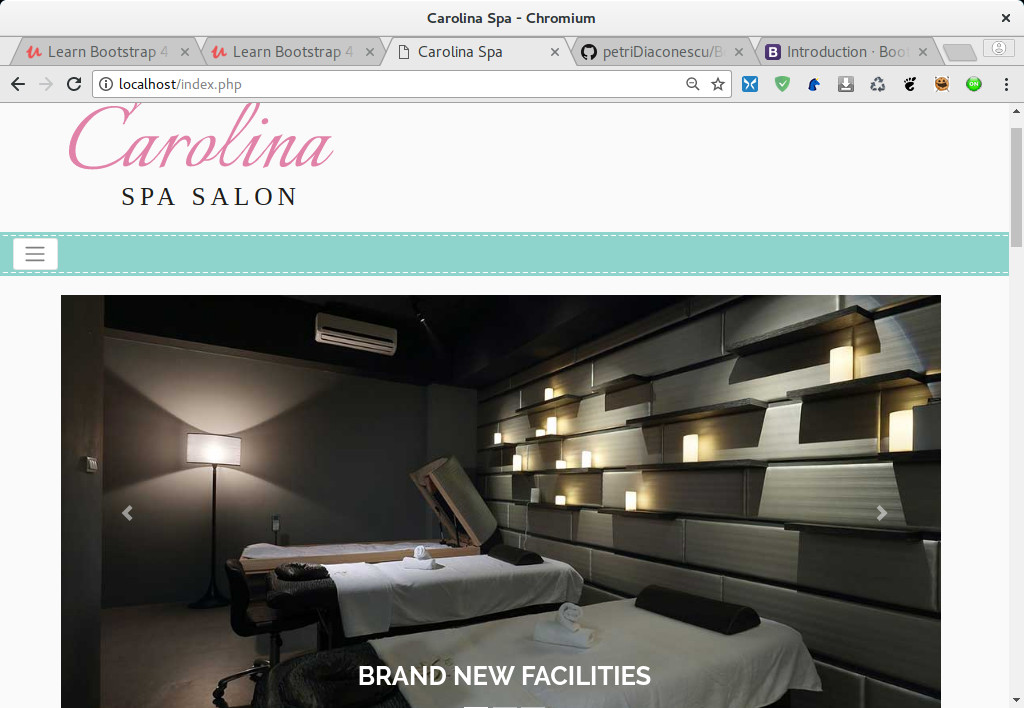 Carolina Spa - Chromium
Learn Bootstrap 4
Learn Bootstrap 4
Carolina Spa
petriDiaconescu/B
Introduction · Boot
localhost/index.php
ON
Carolina
SPA SALON
BRAND NEW FACILITIES